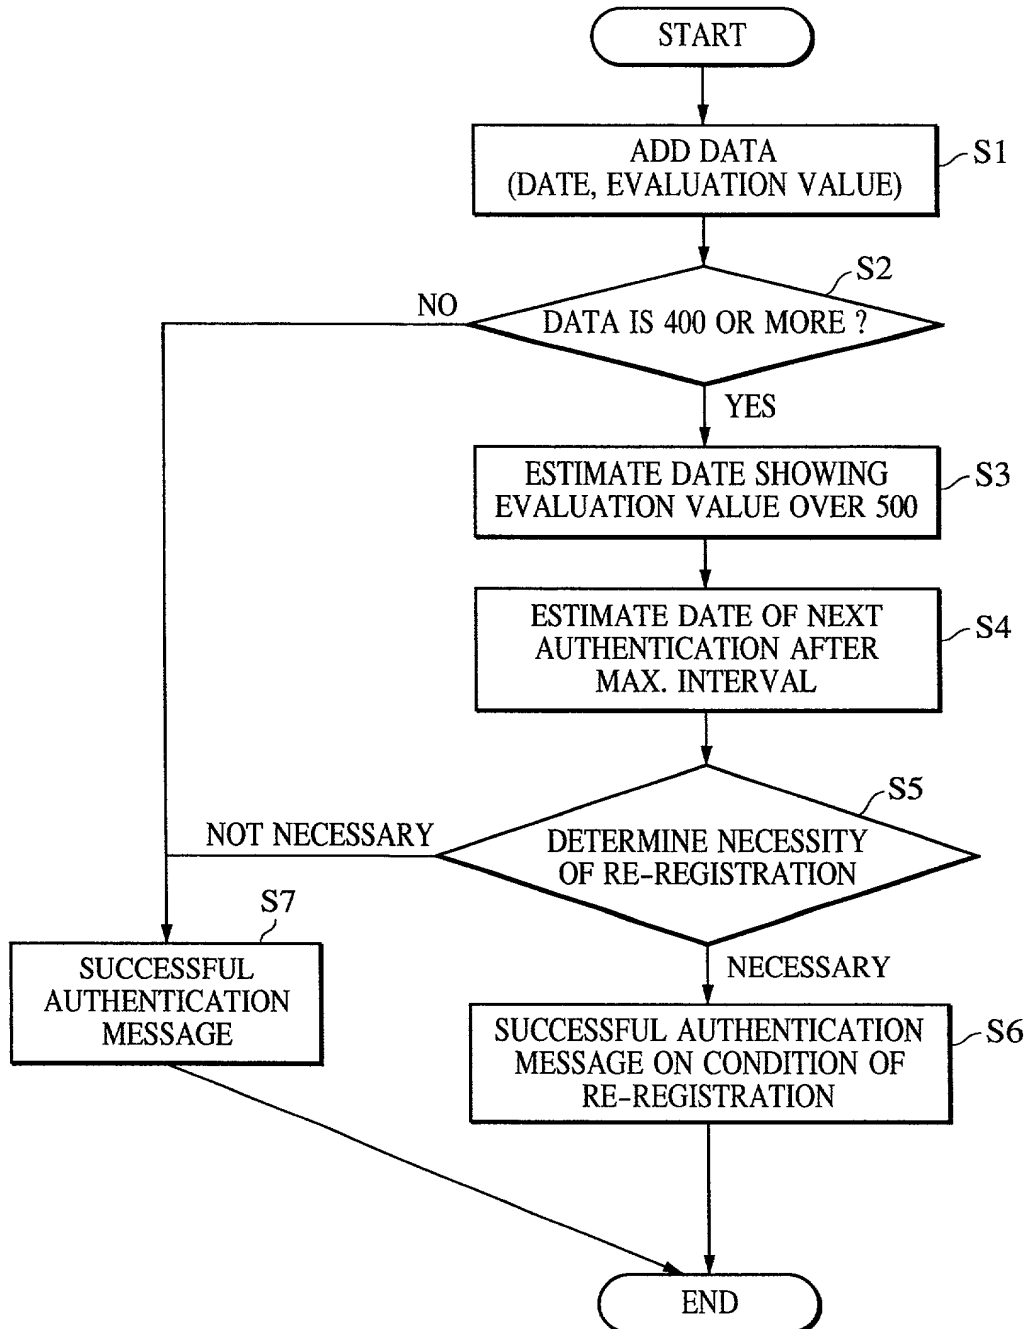 START
ADD DATA
(DATE, EVALUATION VALUE)
S1
S2
NO
DATA IS 400 OR MORE ?
YES
ESTIMATE DATE SHOWING
EVALUATION VALUE OVER 500
S3
ESTIMATE DATE OF NEXT
AUTHENTICATION AFTER
MAX. INTERVAL
S4
S5
NOT NECESSARY
DETERMINE NECESSITY
OF RE-REGISTRATION
S7
SUCCESSFUL
AUTHENTICATION
MESSAGE
NECESSARY
SUCCESSFUL AUTHENTICATION
MESSAGE ON CONDITION OF
RE-REGISTRATION
S6
END